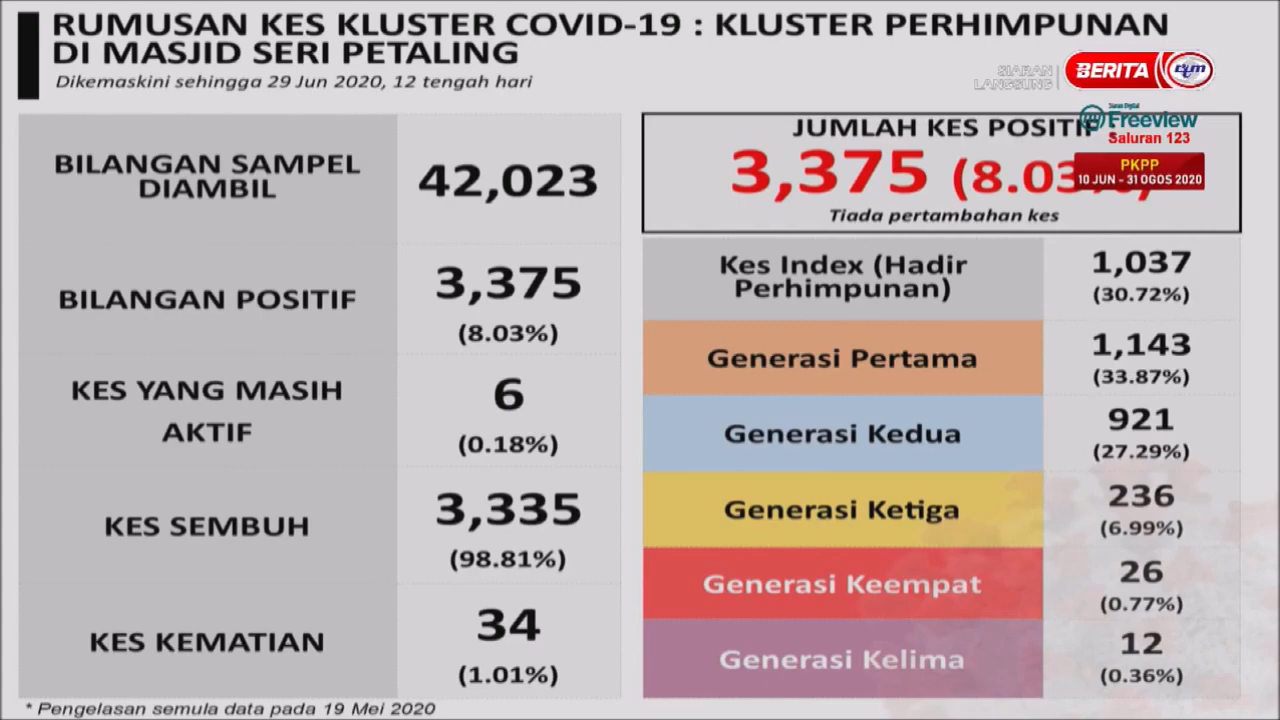 RUMUSAN KES KLUSTER COVID-19 : KLUSTER PERHIMPUNAN
DI MASJID SERI PETALING
Dikemaskini sehingga 29 Jun 2020, 12 tengah hari
SIARAN
LANGSUNG
BERITA
Siaran Digital
myFreeview
Saluran 123
PKPP
10 JUN - 31 OGOS 2020
BILANGAN SAMPEL
DIAMBIL
42,023
BILANGAN POSITIF
3,375
(8.03%)
KES YANG MASIH
AKTIF
6
(0.18%)
KES SEMBUH
3,335
(98.81%)
KES KEMATIAN
34
(1.01%)
* Pengelasan semula data pada 19 Mei 2020
JUMLAH KES POSITIF :
3,375 (8.03%)
Tiada pertambahan kes
Kes Index (Hadir
Perhimpunan)
1,037
(30.72%)
Generasi Pertama
1,143
(33.87%)
Generasi Kedua
921
(27.29%)
Generasi Ketiga
236
(6.99%)
Generasi Keempat
26
(0.77%)
Generasi Kelima
12
(0.36%)